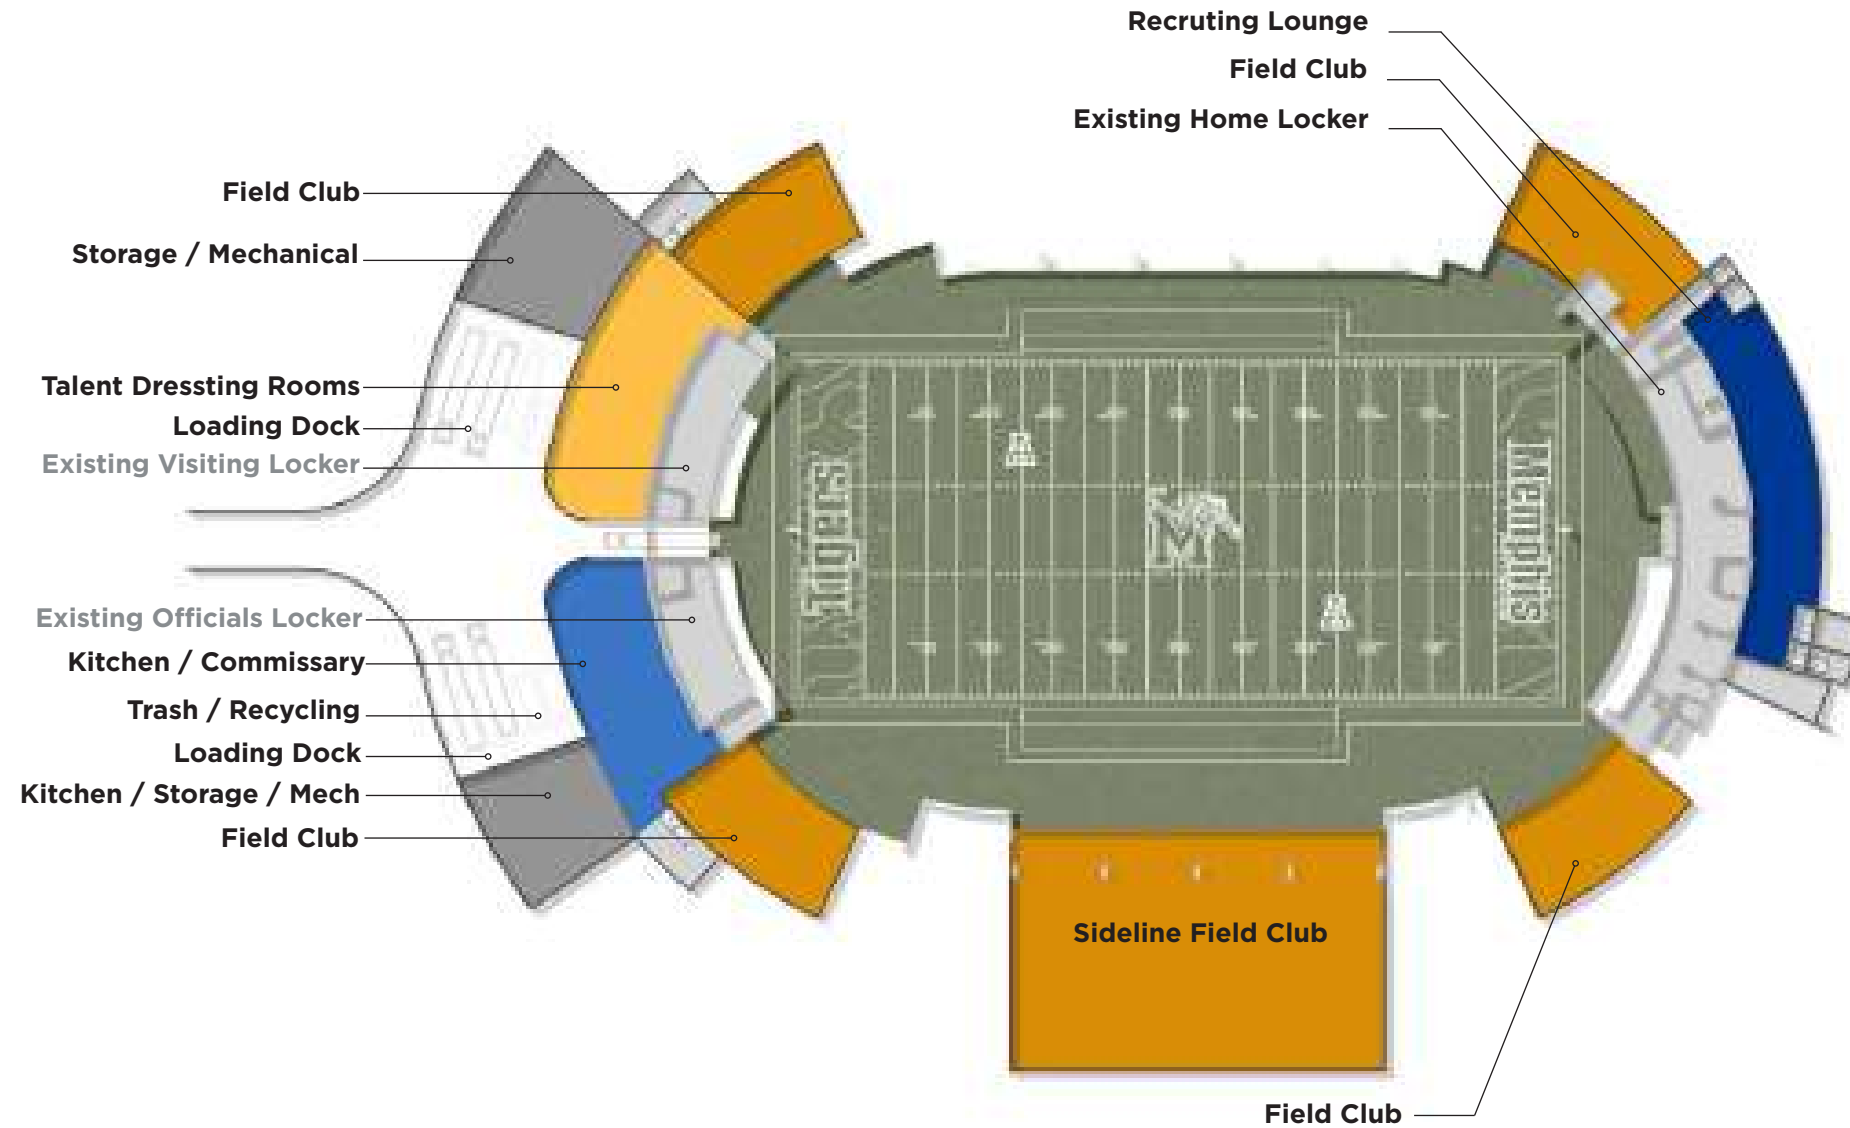 Recruting Lounge
Field Club
Existing Home Locker
Field Club
Storage / Mechanical
Talent Dressting Rooms
Loading Dock
Existing Visiting Locker
Existing Officials Locker
Kitchen / Commissary
Trash / Recycling
Loading Dock
Kitchen / Storage / Mech
Field Club
Tigers
M
Memphis
Sideline Field Club
Field Club